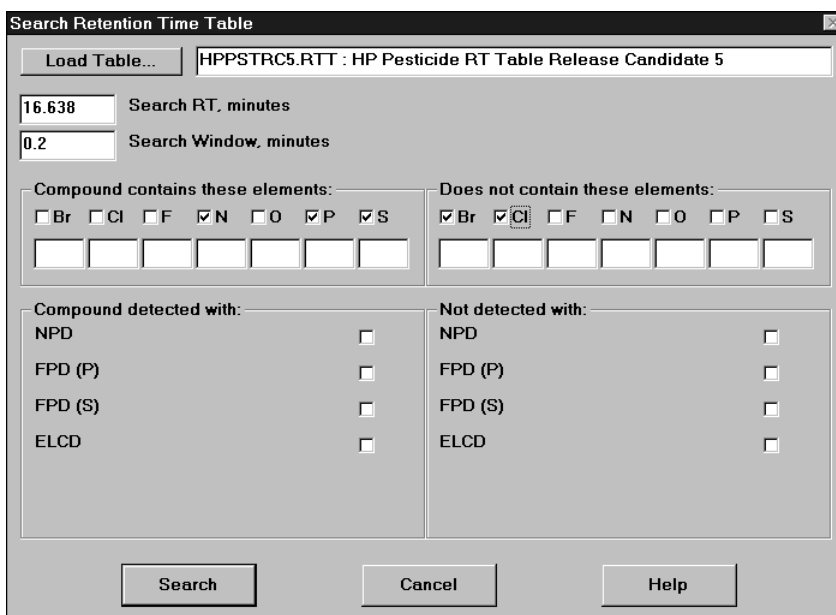 Search Retention Time Table
Load Table... HPPSTRC5.RTT : HP Pesticide RT Table Release Candidate 5
16.638 Search RT, minutes
0.2 Search Window, minutes
Compound contains these elements:
Br Cl F N O P S
Does not contain these elements:
Br Cl F N O P S
Compound detected with:
NPD
FPD (P)
FPD (S)
ELCD
Not detected with:
NPD
FPD (P)
FPD (S)
ELCD
Search Cancel Help